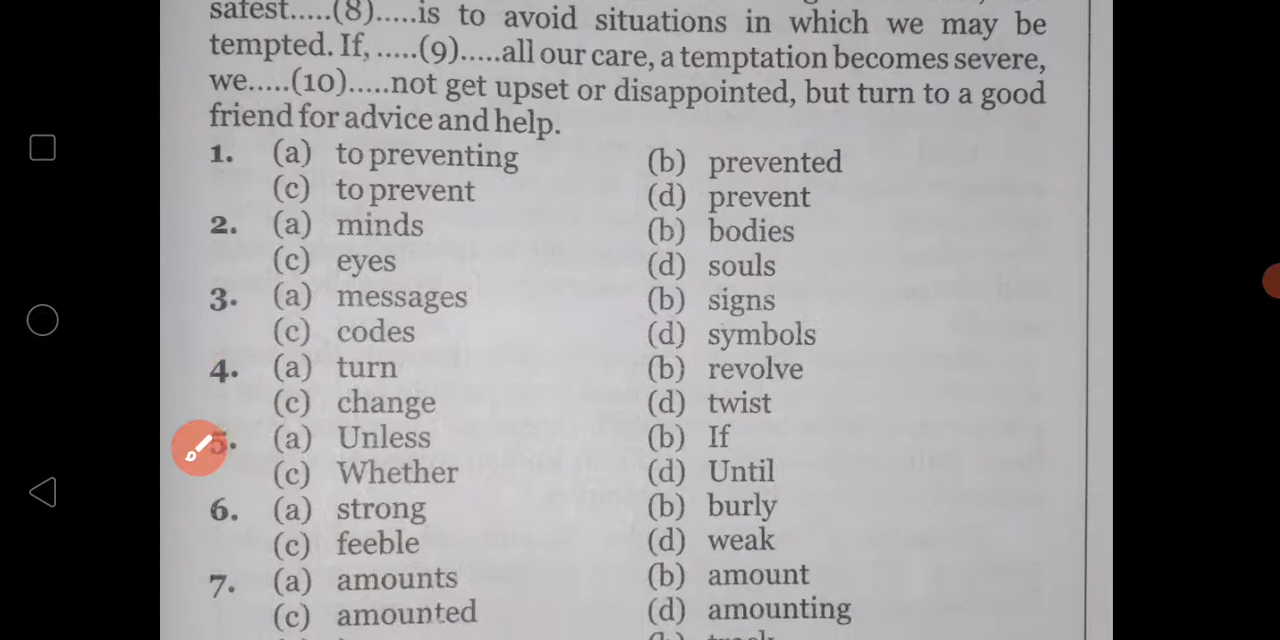 safest.....(8).....is to avoid situations in which we may be
tempted. If, .....(9).....all our care, a temptation becomes severe,
we.....(10).....not get upset or disappointed, but turn to a good
friend for advice and help.
1. (a) to preventing (b) prevented
(c) to prevent (d) prevent
2. (a) minds (b) bodies
(c) eyes (d) souls
3. (a) messages (b) signs
(c) codes (d) symbols
4. (a) turn (b) revolve
(c) change (d) twist
5. (a) Unless (b) If
(c) Whether (d) Until
6. (a) strong (b) burly
(c) feeble (d) weak
7. (a) amounts (b) amount
(c) amounted (d) amounting